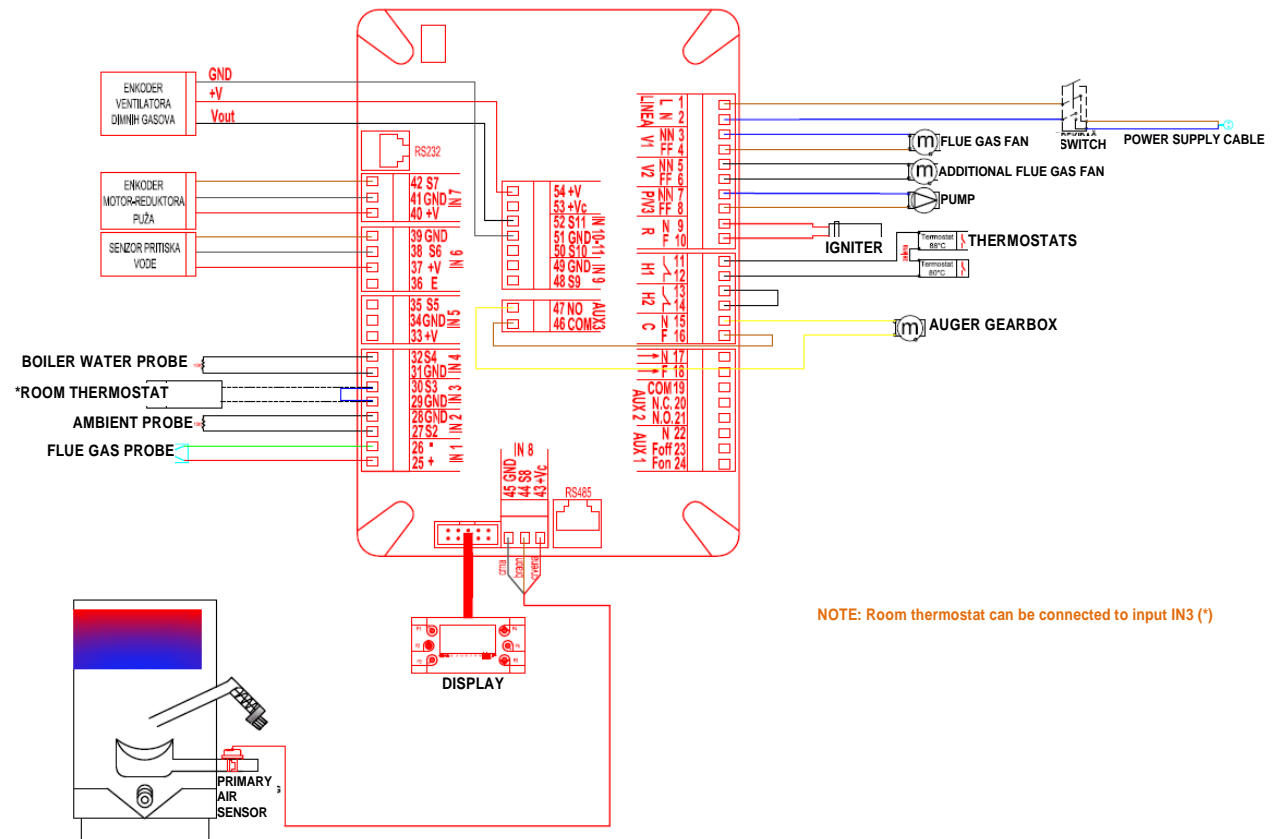 GND
+V
Vout
ENKODER
VENTILATORA
DIMNIH GASOVA
ENKODER
MOTOR-REDUKTORA
PUŽA
SENZOR PRITISKA
VODE
BOILER WATER PROBE
*ROOM THERMOSTAT
AMBIENT PROBE
FLUE GAS PROBE
RS232
42 S7
41 GND
40 +V
IN 7
39 GND
38 S6
37 +V
36 E
IN 6
35 S5
34 GND
33 +V
IN 5
32 S4
31 GND
IN 4
30 S3
29 GND
IN 3
28 GND
27 S2
IN 2
26 -
25 +
IN 1
54 +V
53 +Vc
52 S11
51 GND
50 S10
49 GND
48 S9
IN 10-11
IN 9
47 NO
46 COM
AUX3
LINEA
L 1
N 2
V1
NN 3
FF 4
V2
NN 5
FF 6
P/V3
NN 7
FF 8
R
N 9
F 10
H1
11
12
H2
13
14
C
N 15
F 16
N 17
F 18
AUX 2
COM 19
N.C. 20
N.O. 21
AUX 1
N 22
Foff 23
Fon 24
SWITCH
POWER SUPPLY CABLE
FLUE GAS FAN
ADDITIONAL FLUE GAS FAN
PUMP
IGNITER
Termostat
88°C
Termostat
80°C
THERMOSTATS
AUGER GEARBOX
m
m
m
IN 8
45 GND
44 S8
43 +Vc
RS485
crna
braon
crvena
DISPLAY
NOTE: Room thermostat can be connected to input IN3 (*)
PRIMARY
AIR
SENSOR